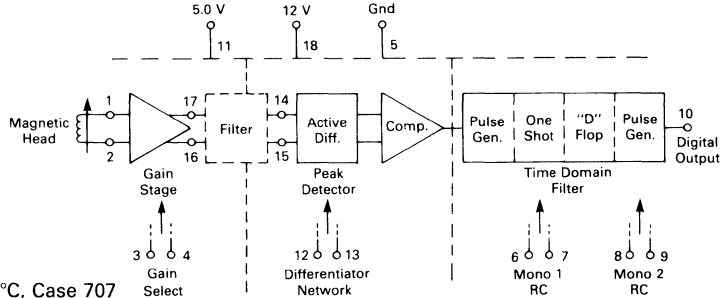 5.0 V 12 V Gnd
11 18 5
1 17 14 10
Magnetic Head
2 16 15
Filter
Active Diff.
Comp.
Pulse Gen.
One Shot
"D" Flop
Pulse Gen.
Digital Output
Gain Stage
Peak Detector
Time Domain Filter
3 4 12 13 6 7 8 9
°C, Case 707
Gain Select
Differentiator Network
Mono 1 RC
Mono 2 RC